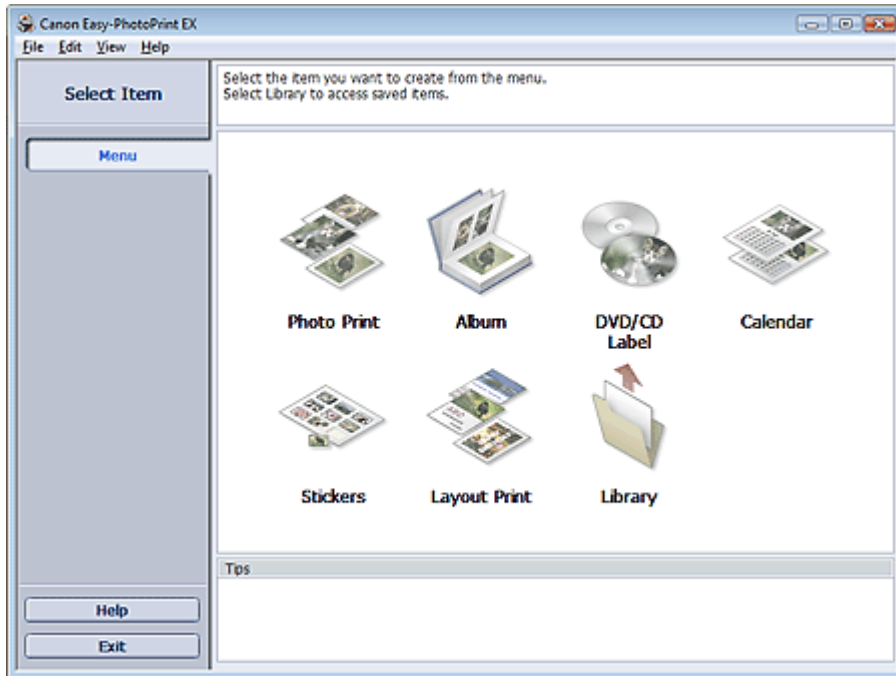 Canon Easy-PhotoPrint EX
File Edit View Help
Select Item
Select the item you want to create from the menu.
Select Library to access saved items.
Menu
Photo Print
Album
DVD/CD
Label
Calendar
Stickers
Layout Print
Library
Tips
Help
Exit